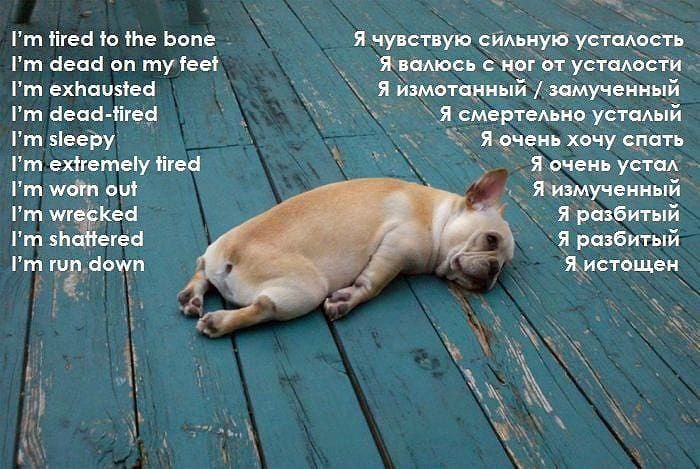 I'm tired to the bone
Я чувствую сильную усталость
I'm dead on my feet
Я валюсь с ног от усталости
I'm exhausted
Я измотанный / замученный
I'm dead-tired
Я смертельно усталый
I'm sleepy
Я очень хочу спать
I'm extremely tired
Я очень устал
I'm worn out
Я измученный
I'm wrecked
Я разбитый
I'm shattered
Я разбитый
I'm run down
Я истощен